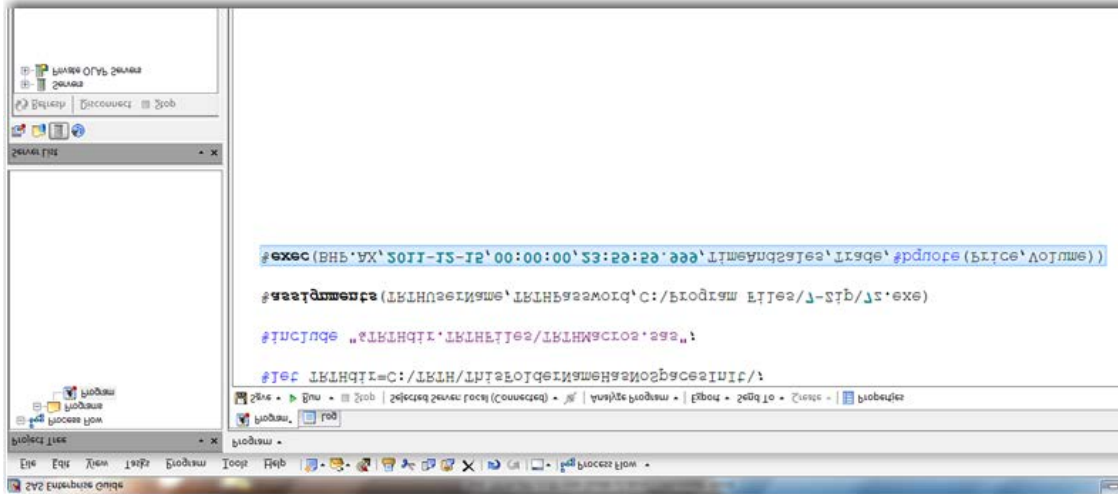 SAS Enterprise Guide
File Edit View Tasks Program Tools Help Process Flow
Project Tree
Process Flow
Programs
Program
Program
Program* Log
Save Run Stop Selected Server: Local (Connected) Analyze Program Export Send To Create Properties
%let TRTHdir=C:\TRTH\ThisFolderNameHasNoSpacesInIt\;
%include "&TRTHdir.TRTHFiles\TRTHMacros.sas";
%assignments(TRTHUserName,TRTHPassword,C:\Program Files\7-Zip\7z.exe)
%exec(BHP.AX,2011-12-15,00:00:00,23:59:59.999,TimeAndSales,Trade,%bquote(Price,Volume))
Server List
Refresh Disconnect Stop
Servers
Private OLAP Servers